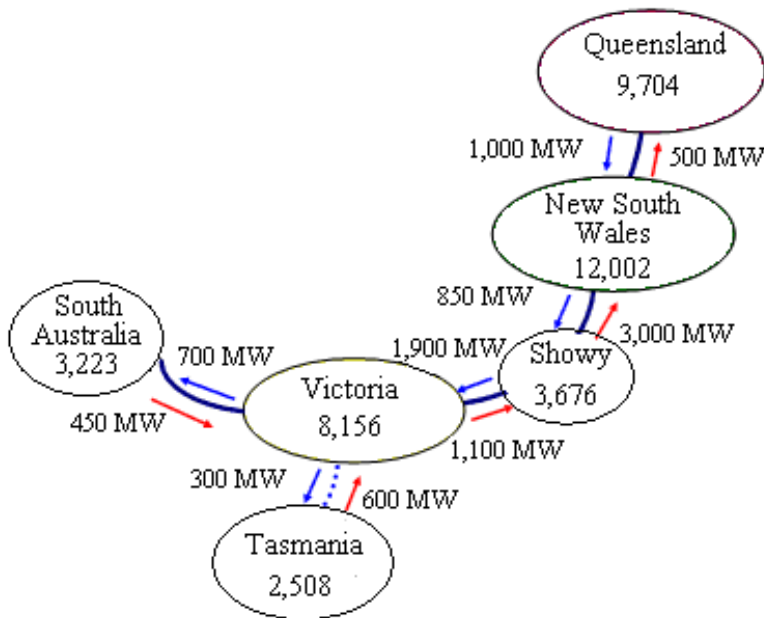 Queensland
9,704
1,000 MW
500 MW
New South
Wales
12,002
850 MW
3,000 MW
South
Australia
3,223
700 MW
1,900 MW
Showy
3,676
Victoria
8,156
450 MW
1,100 MW
300 MW
600 MW
Tasmania
2,508